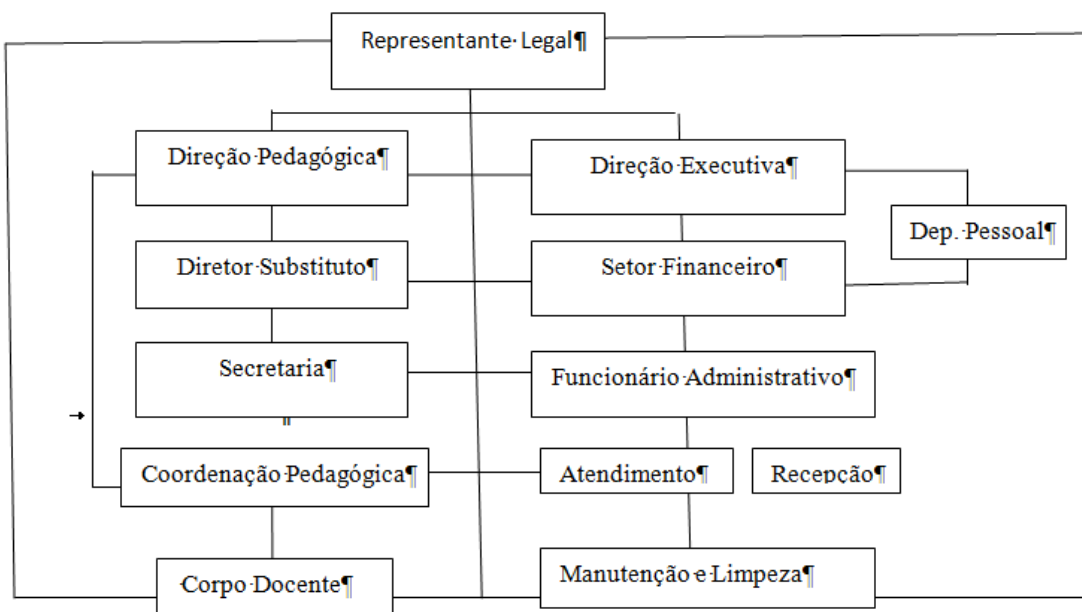 Representante Legal¶
Direção Pedagógica¶
Direção Executiva¶
Dep. Pessoal¶
Diretor Substituto¶
Setor Financeiro¶
Secretaria¶
Funcionário Administrativo¶
Coordenação Pedagógica¶
Atendimento¶
Recepção¶
Corpo Docente¶
Manutenção e Limpeza¶